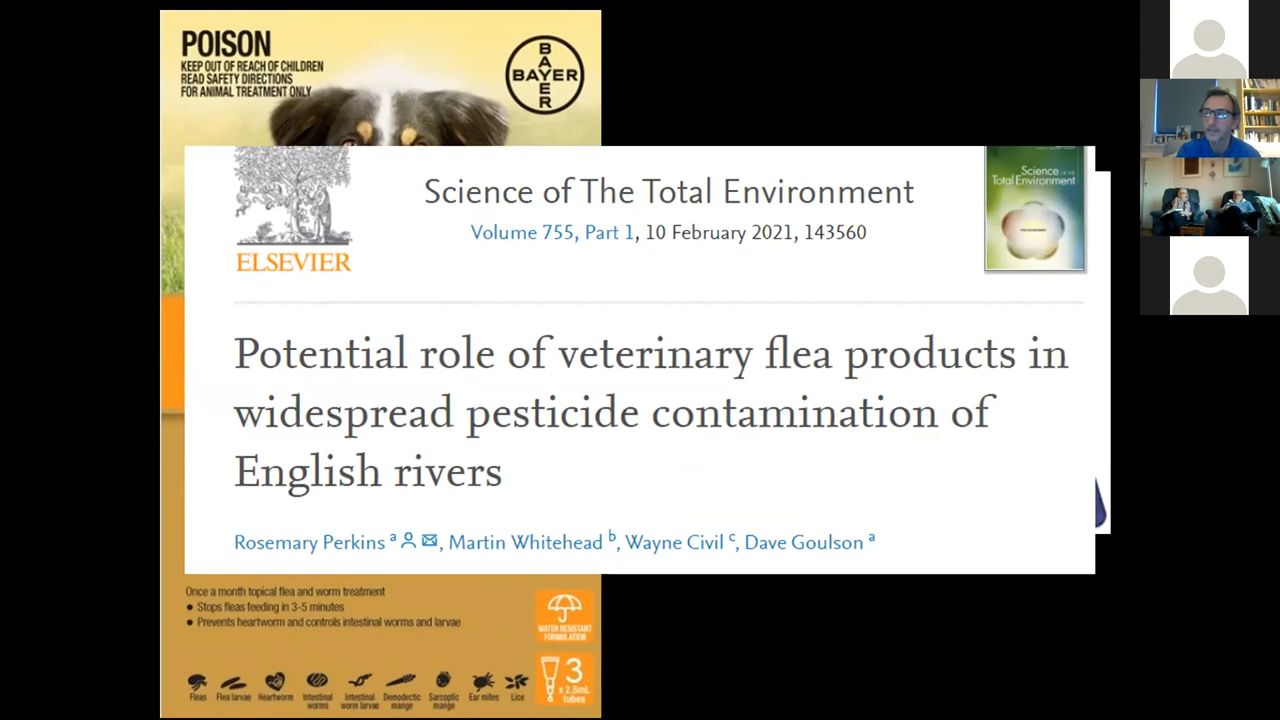 POISON
KEEP OUT OF REACH OF CHILDREN
READ SAFETY DIRECTIONS
FOR ANIMAL TREATMENT ONLY
BAYER
BAYER
ELSEVIER
Science of The Total Environment
Volume 755, Part 1, 10 February 2021, 143560
Science OF THE
Total Environment
Potential role of veterinary flea products in
widespread pesticide contamination of
English rivers
Rosemary Perkins a, Martin Whitehead b, Wayne Civil c, Dave Goulson a
Once a month topical flea and worm treatment
● Stops fleas feeding in 3-5 minutes
● Prevents heartworm and controls intestinal worms and larvae
WATER RESISTANT
FORMULATION
Fleas
Flea larvae
Heartworm
Intestinal
worms
Intestinal
worm larvae
Demodectic
mange
Sarcoptic
mange
Ear mites
Lice
3
x 2.5mL
tubes